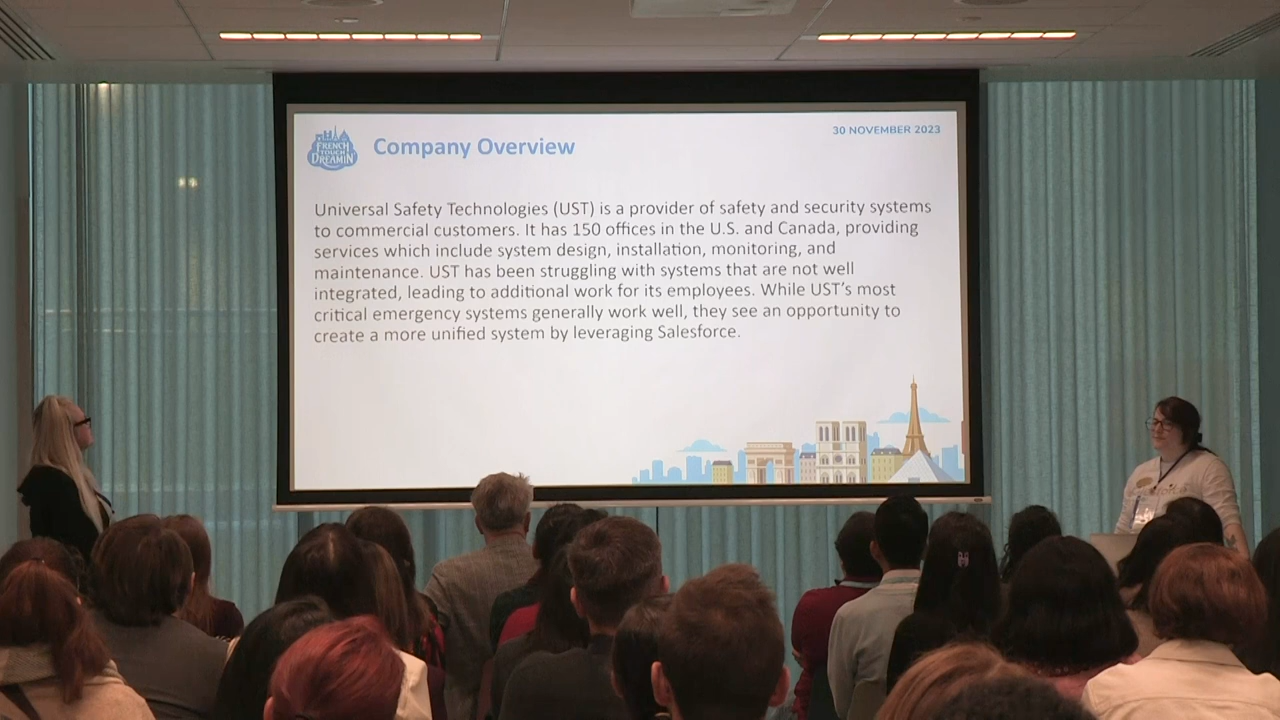 FRENCH
TOUCH
DREAMIN
Company Overview
30 NOVEMBER 2023
Universal Safety Technologies (UST) is a provider of safety and security systems
to commercial customers. It has 150 offices in the U.S. and Canada, providing
services which include system design, installation, monitoring, and
maintenance. UST has been struggling with systems that are not well
integrated, leading to additional work for its employees. While UST’s most
critical emergency systems generally work well, they see an opportunity to
create a more unified system by leveraging Salesforce.